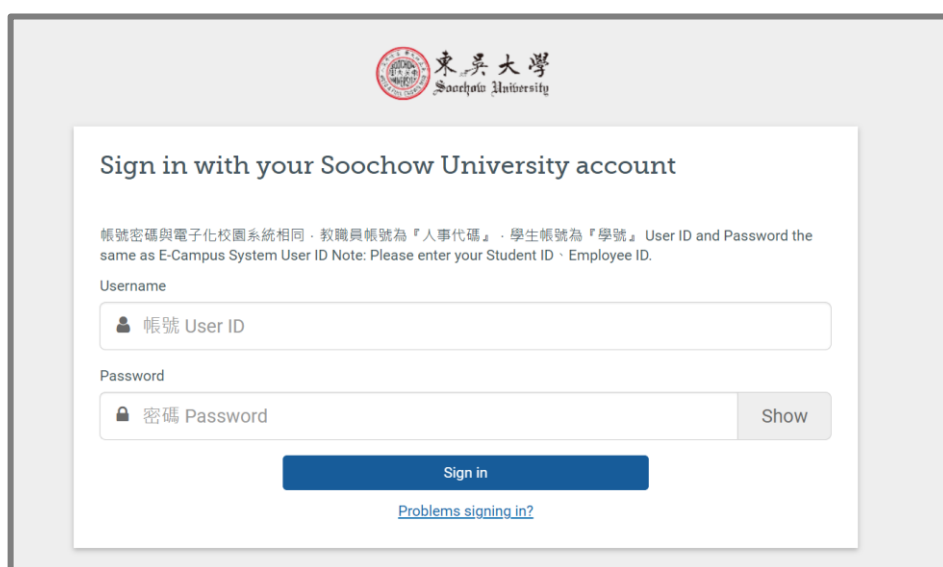 東吳大學
Soochow University
Sign in with your Soochow University account
帳號密碼與電子化校園系統相同，教職員帳號為『人事代碼』，學生帳號為『學號』 User ID and Password the
same as E-Campus System User ID Note: Please enter your Student ID、Employee ID.
Username
帳號 User ID
Password
密碼 Password
Show
Sign in
Problems signing in?